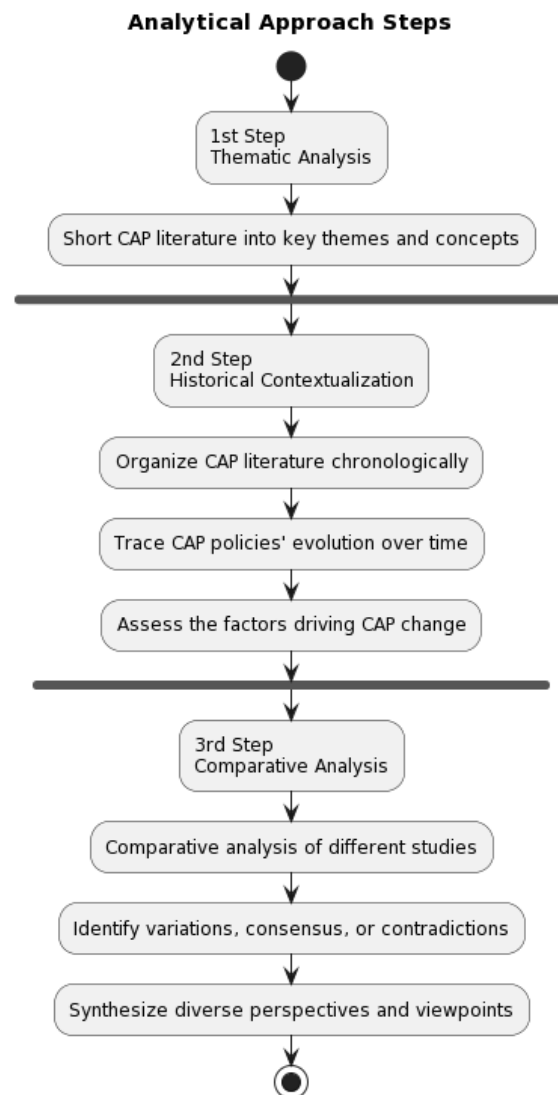 Analytical Approach Steps
1st Step
Thematic Analysis
Short CAP literature into key themes and concepts
2nd Step
Historical Contextualization
Organize CAP literature chronologically
Trace CAP policies' evolution over time
Assess the factors driving CAP change
3rd Step
Comparative Analysis
Comparative analysis of different studies
Identify variations, consensus, or contradictions
Synthesize diverse perspectives and viewpoints